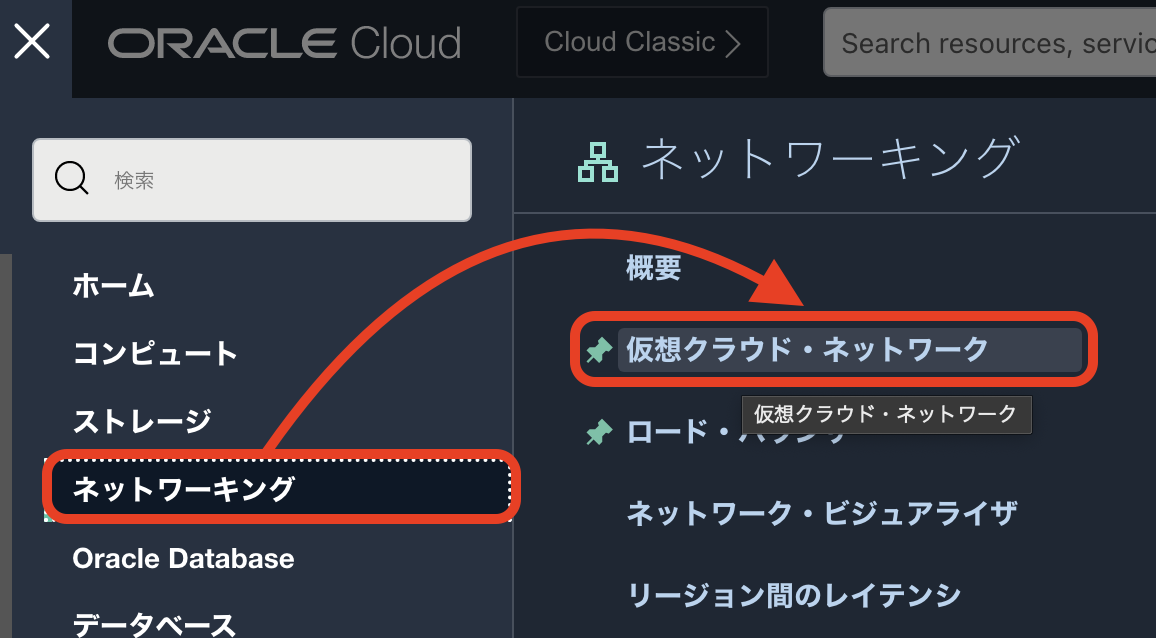 ORACLE Cloud
Cloud Classic
Search resources,
検索
ホーム
コンピュート
ストレージ
ネットワーキング
Oracle Database
データベース
ネットワーキング
概要
仮想クラウド・ネットワーク
仮想クラウド・ネットワーク
ロード・バランサ
ネットワーク・ビジュアライザ
リージョン間のレイテンシ